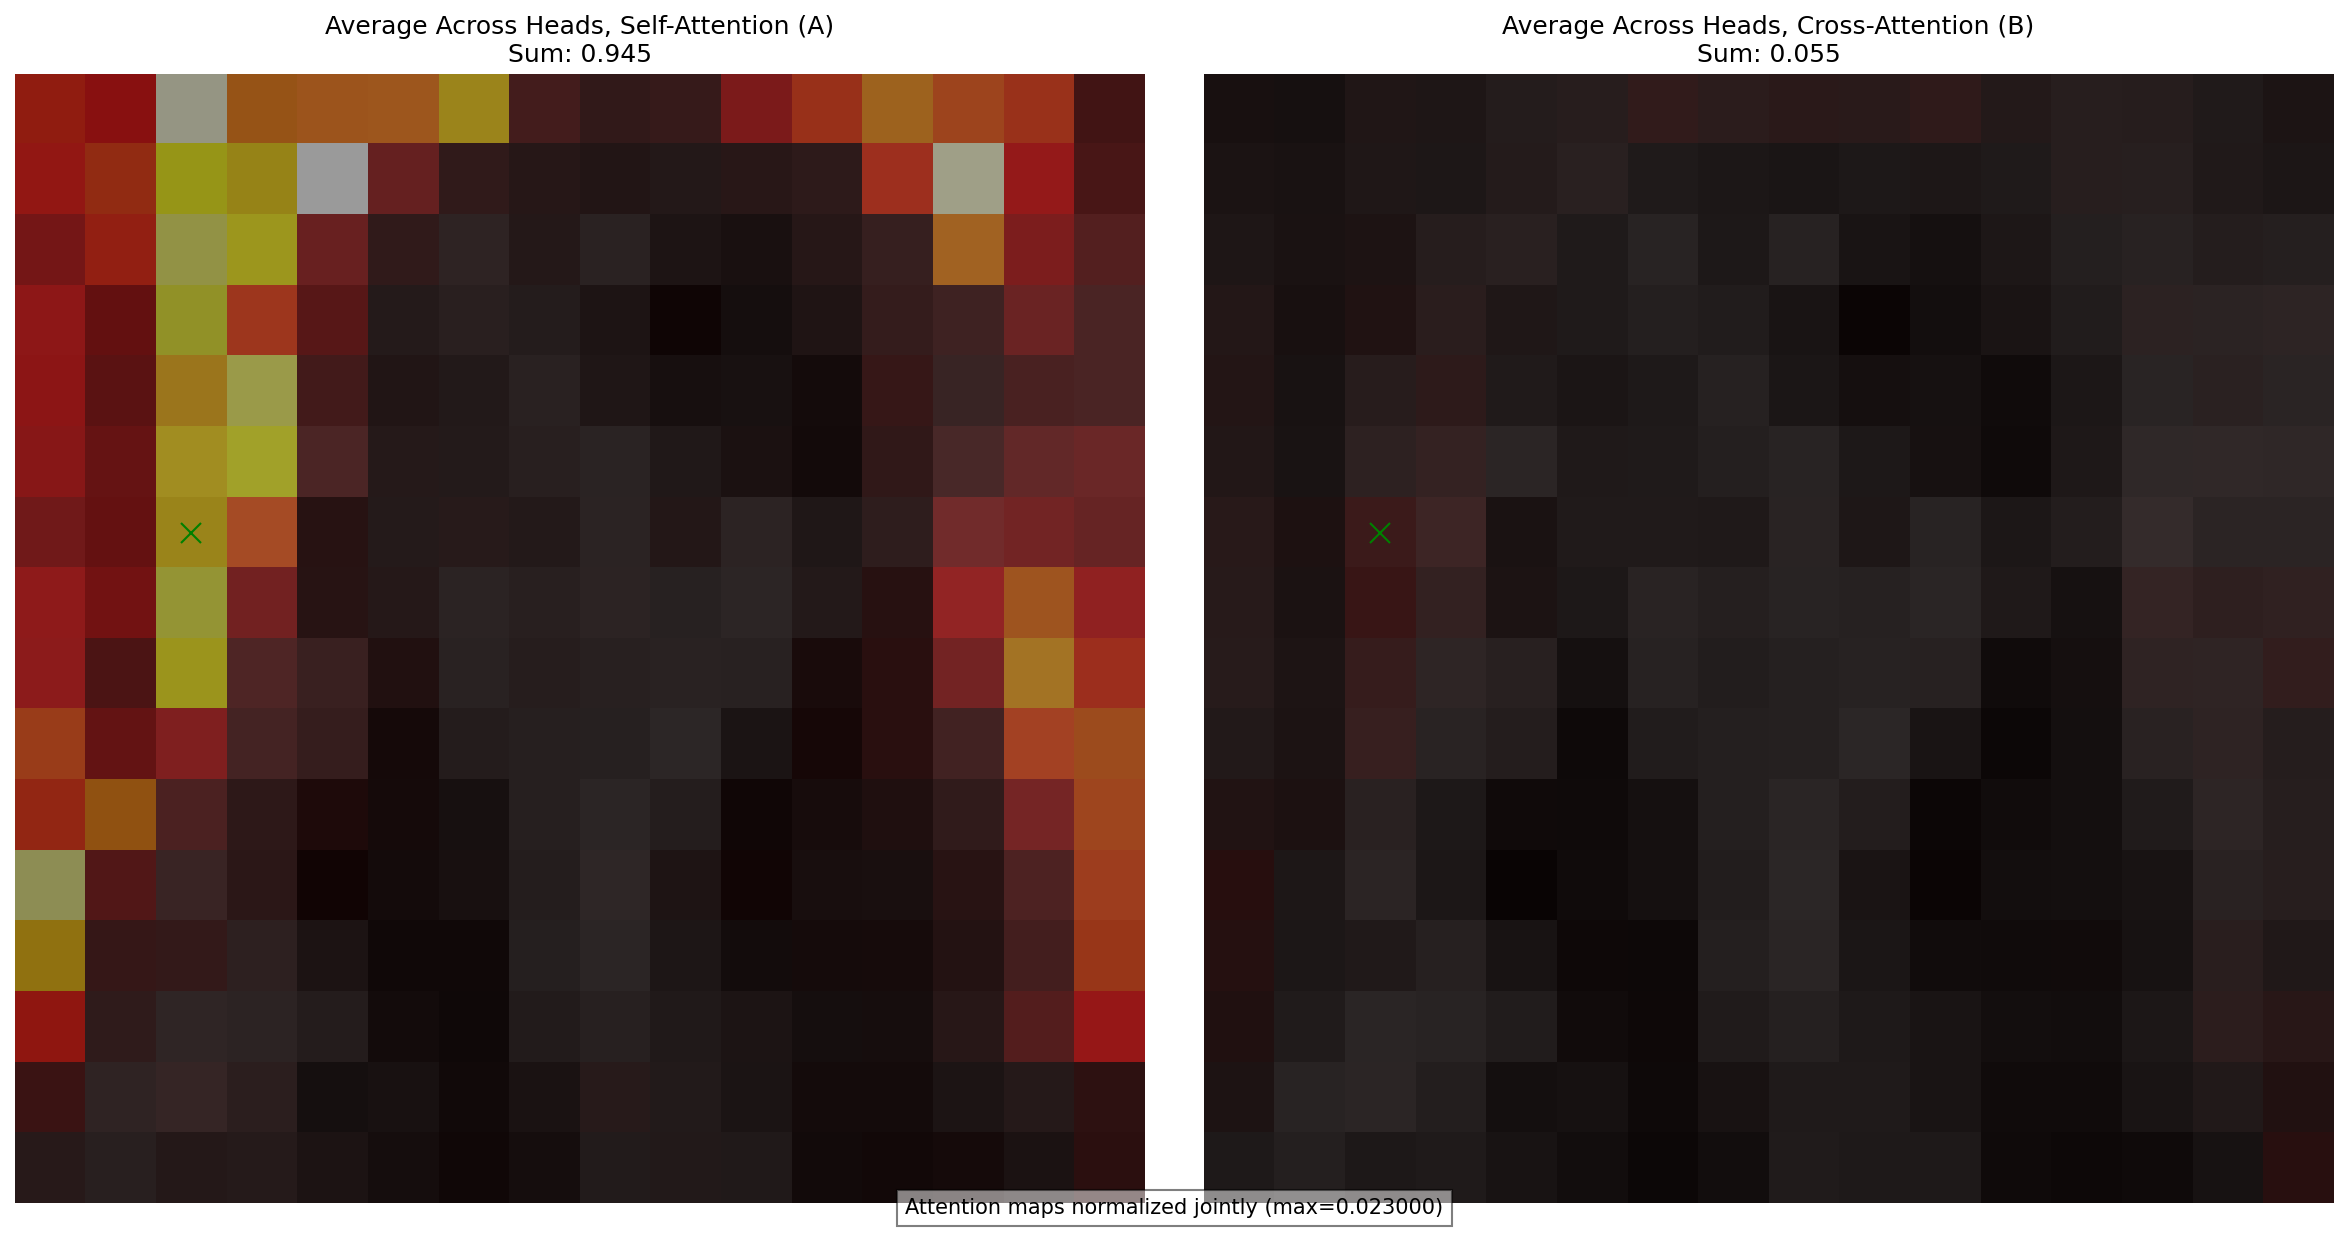 Average Across Heads, Self-Attention (A)
Sum: 0.945
Average Across Heads, Cross-Attention (B)
Sum: 0.055
Attention maps normalized jointly (max=0.023000)